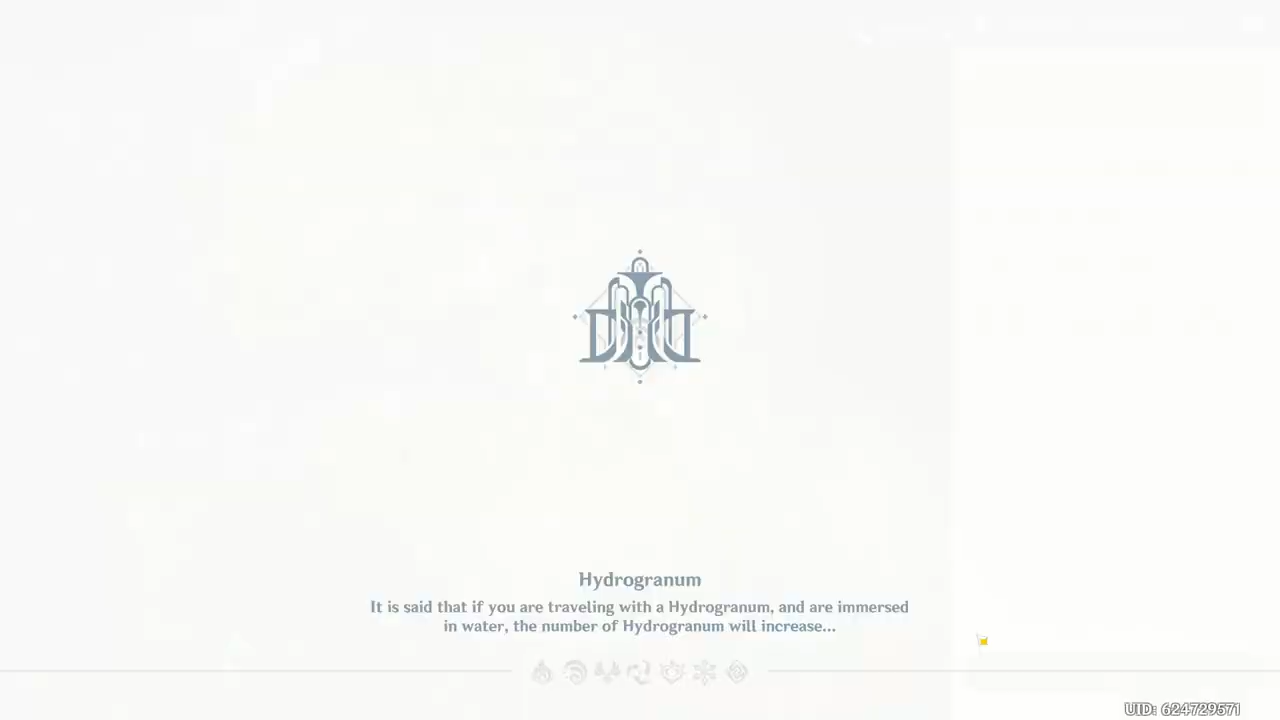 Hydrogranum
It is said that if you are traveling with a Hydrogranum, and are immersed
in water, the number of Hydrogranum will increase...
UID: 624729571